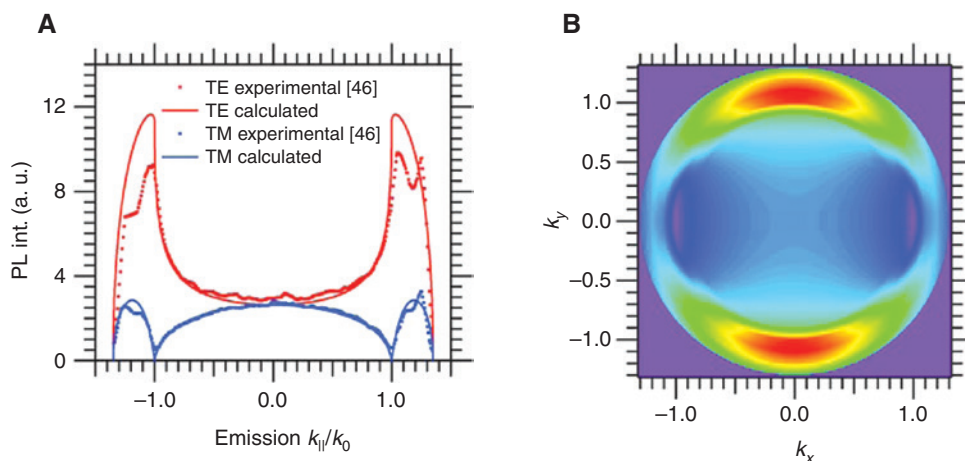 A
TE experimental [46]
TE calculated
TM experimental [46]
TM calculated
12
8
4
0
PL int. (a. u.)
−1.0
0.0
1.0
Emission k||/k0
B
1.0
0.5
0.0
−0.5
−1.0
ky
−1.0
0.0
1.0
kx